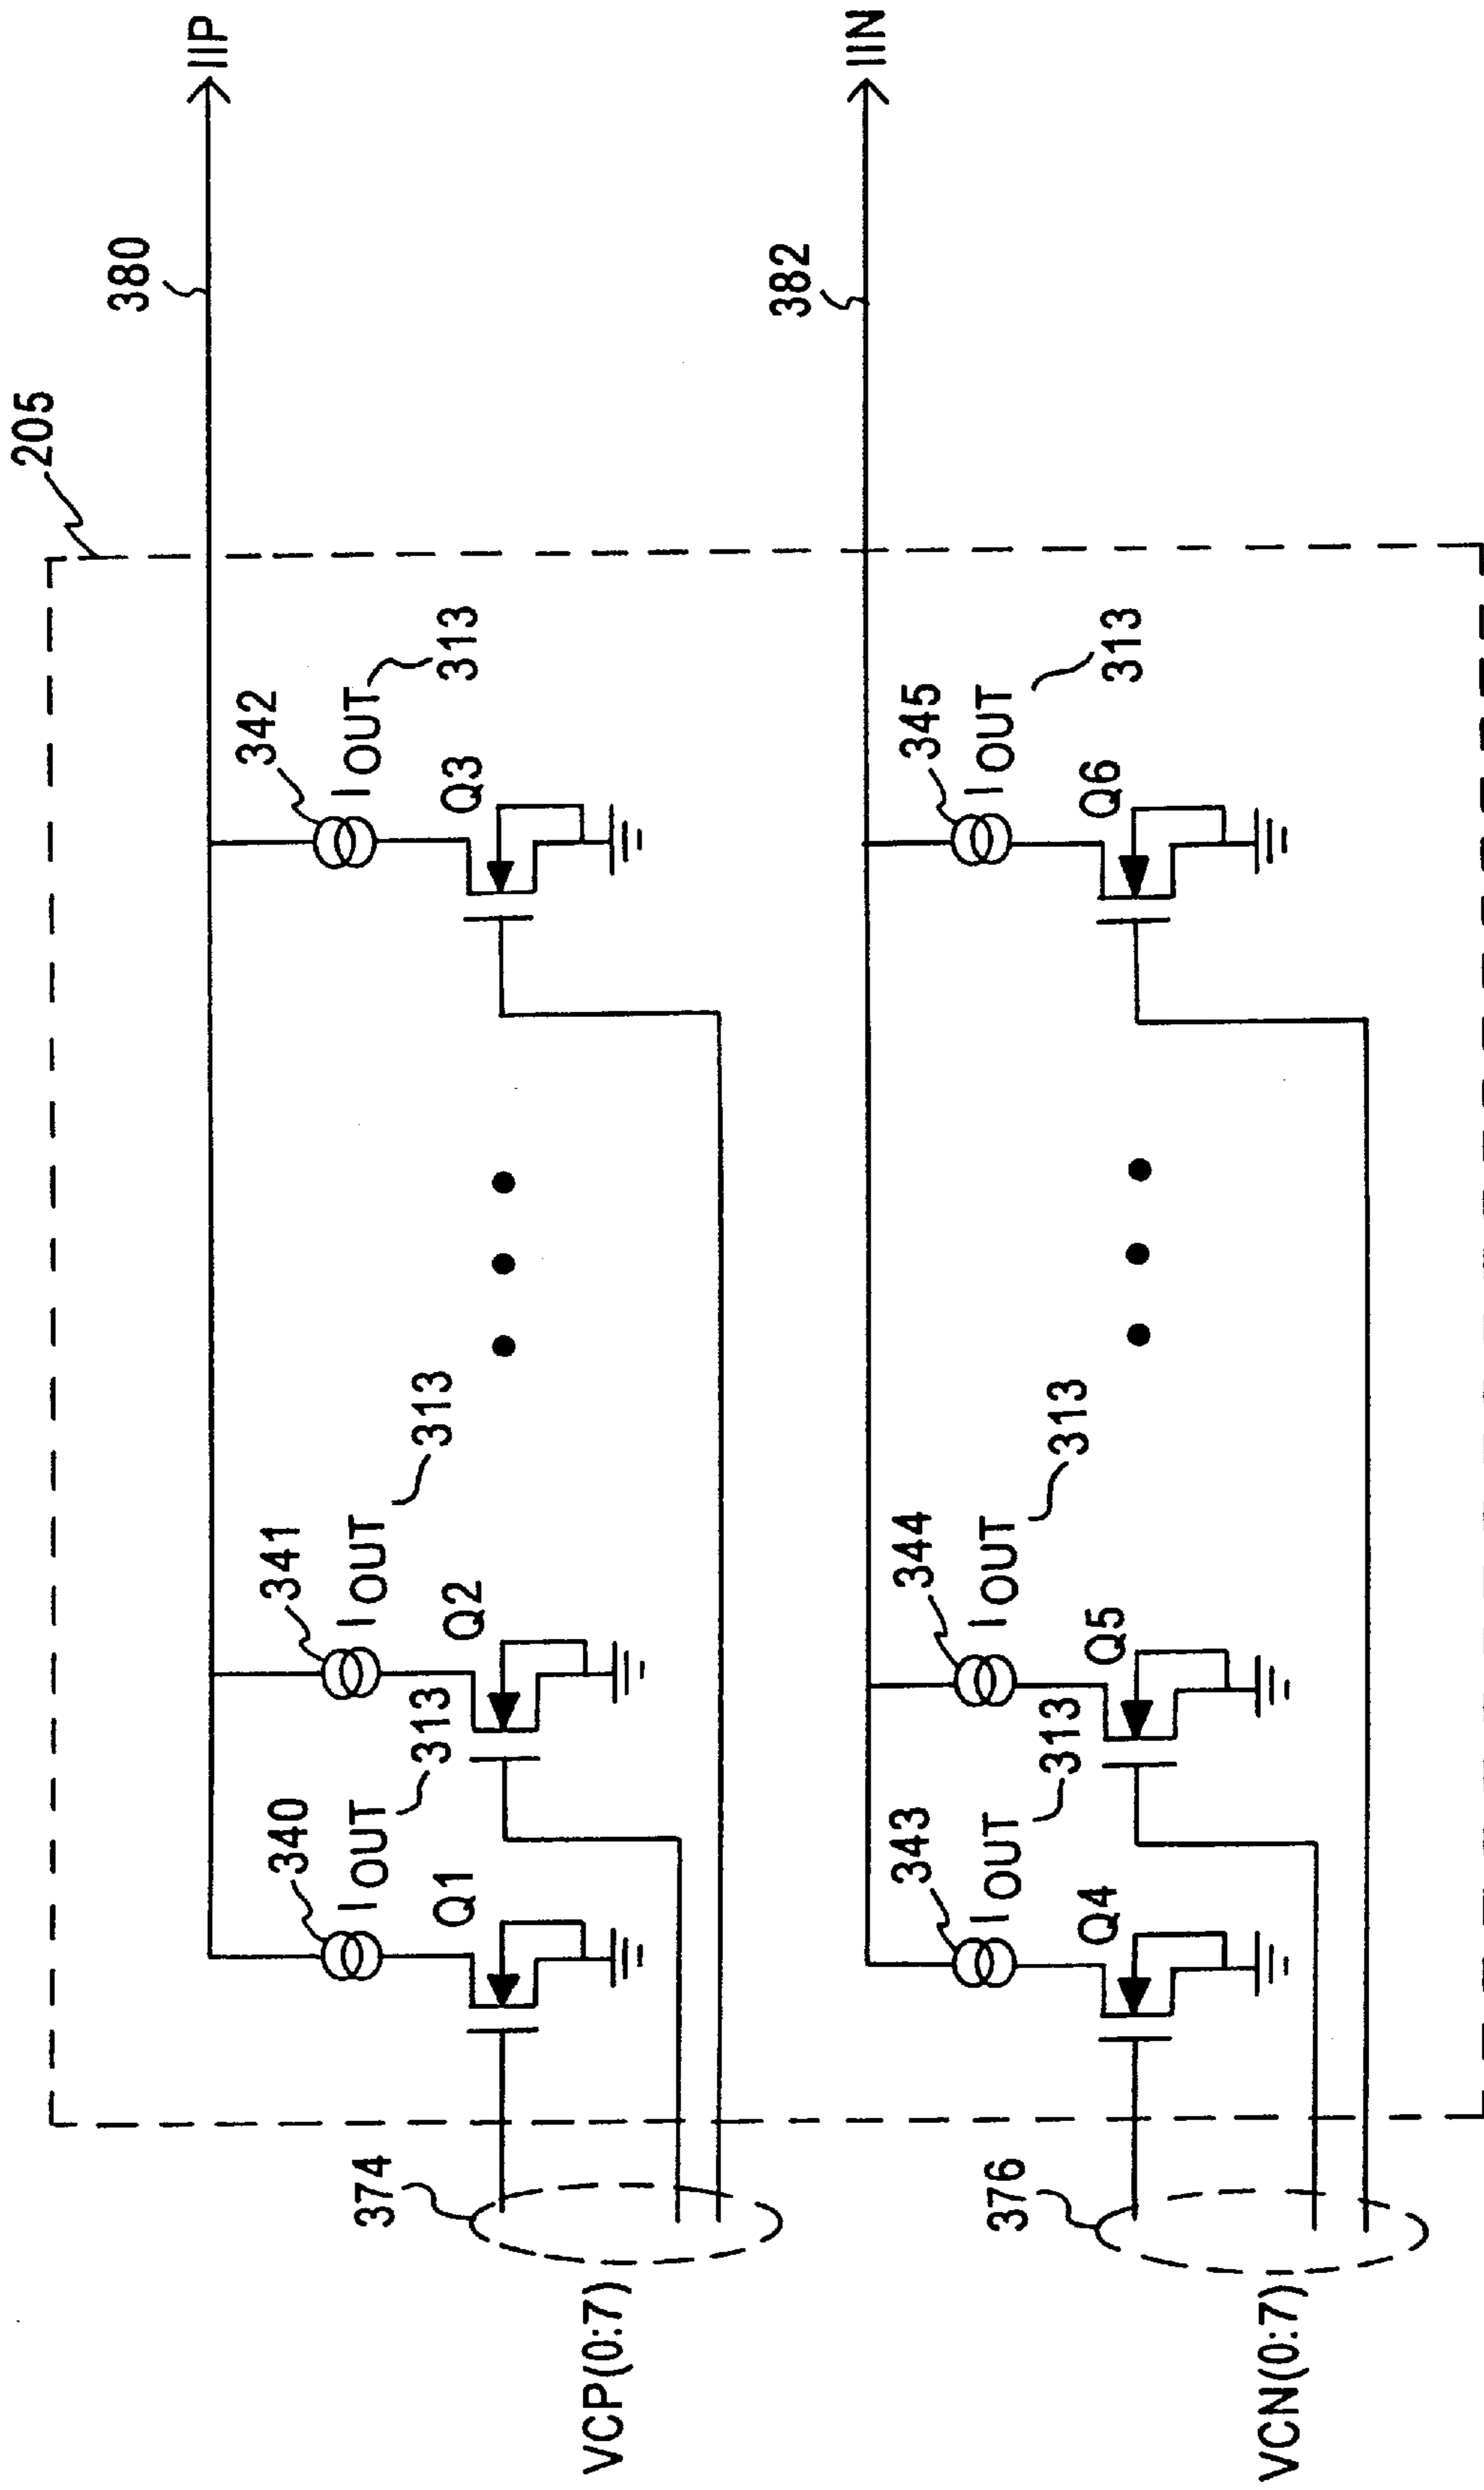 205
380
IIP
342
IOUT
313
Q3
341
IOUT
313
Q2
340
IOUT
313
Q1
374
VCP(0:7)
382
IIN
345
IOUT
313
Q6
344
IOUT
313
Q5
343
IOUT
313
Q4
376
VCN(0:7)